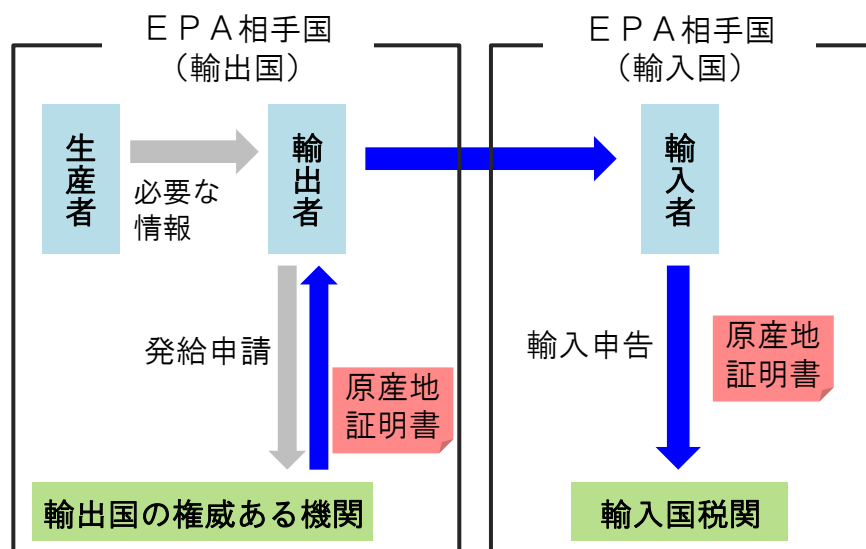 ＥＰＡ相手国
（輸出国）
ＥＰＡ相手国
（輸入国）
生産者
必要な
情報
輸出者
輸入者
発給申請
原産地
証明書
輸入申告
原産地
証明書
輸出国の権威ある機関
輸入国税関